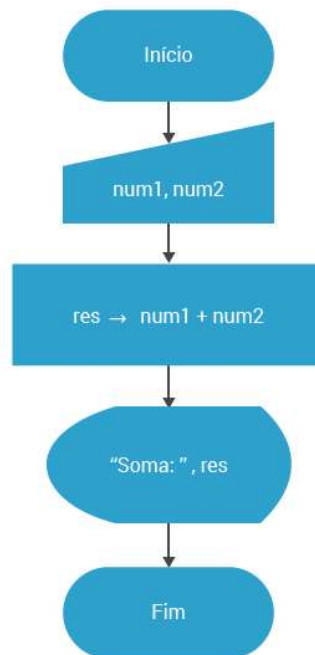 Início
num1, num2
res → num1 + num2
“Soma: ” , res
Fim